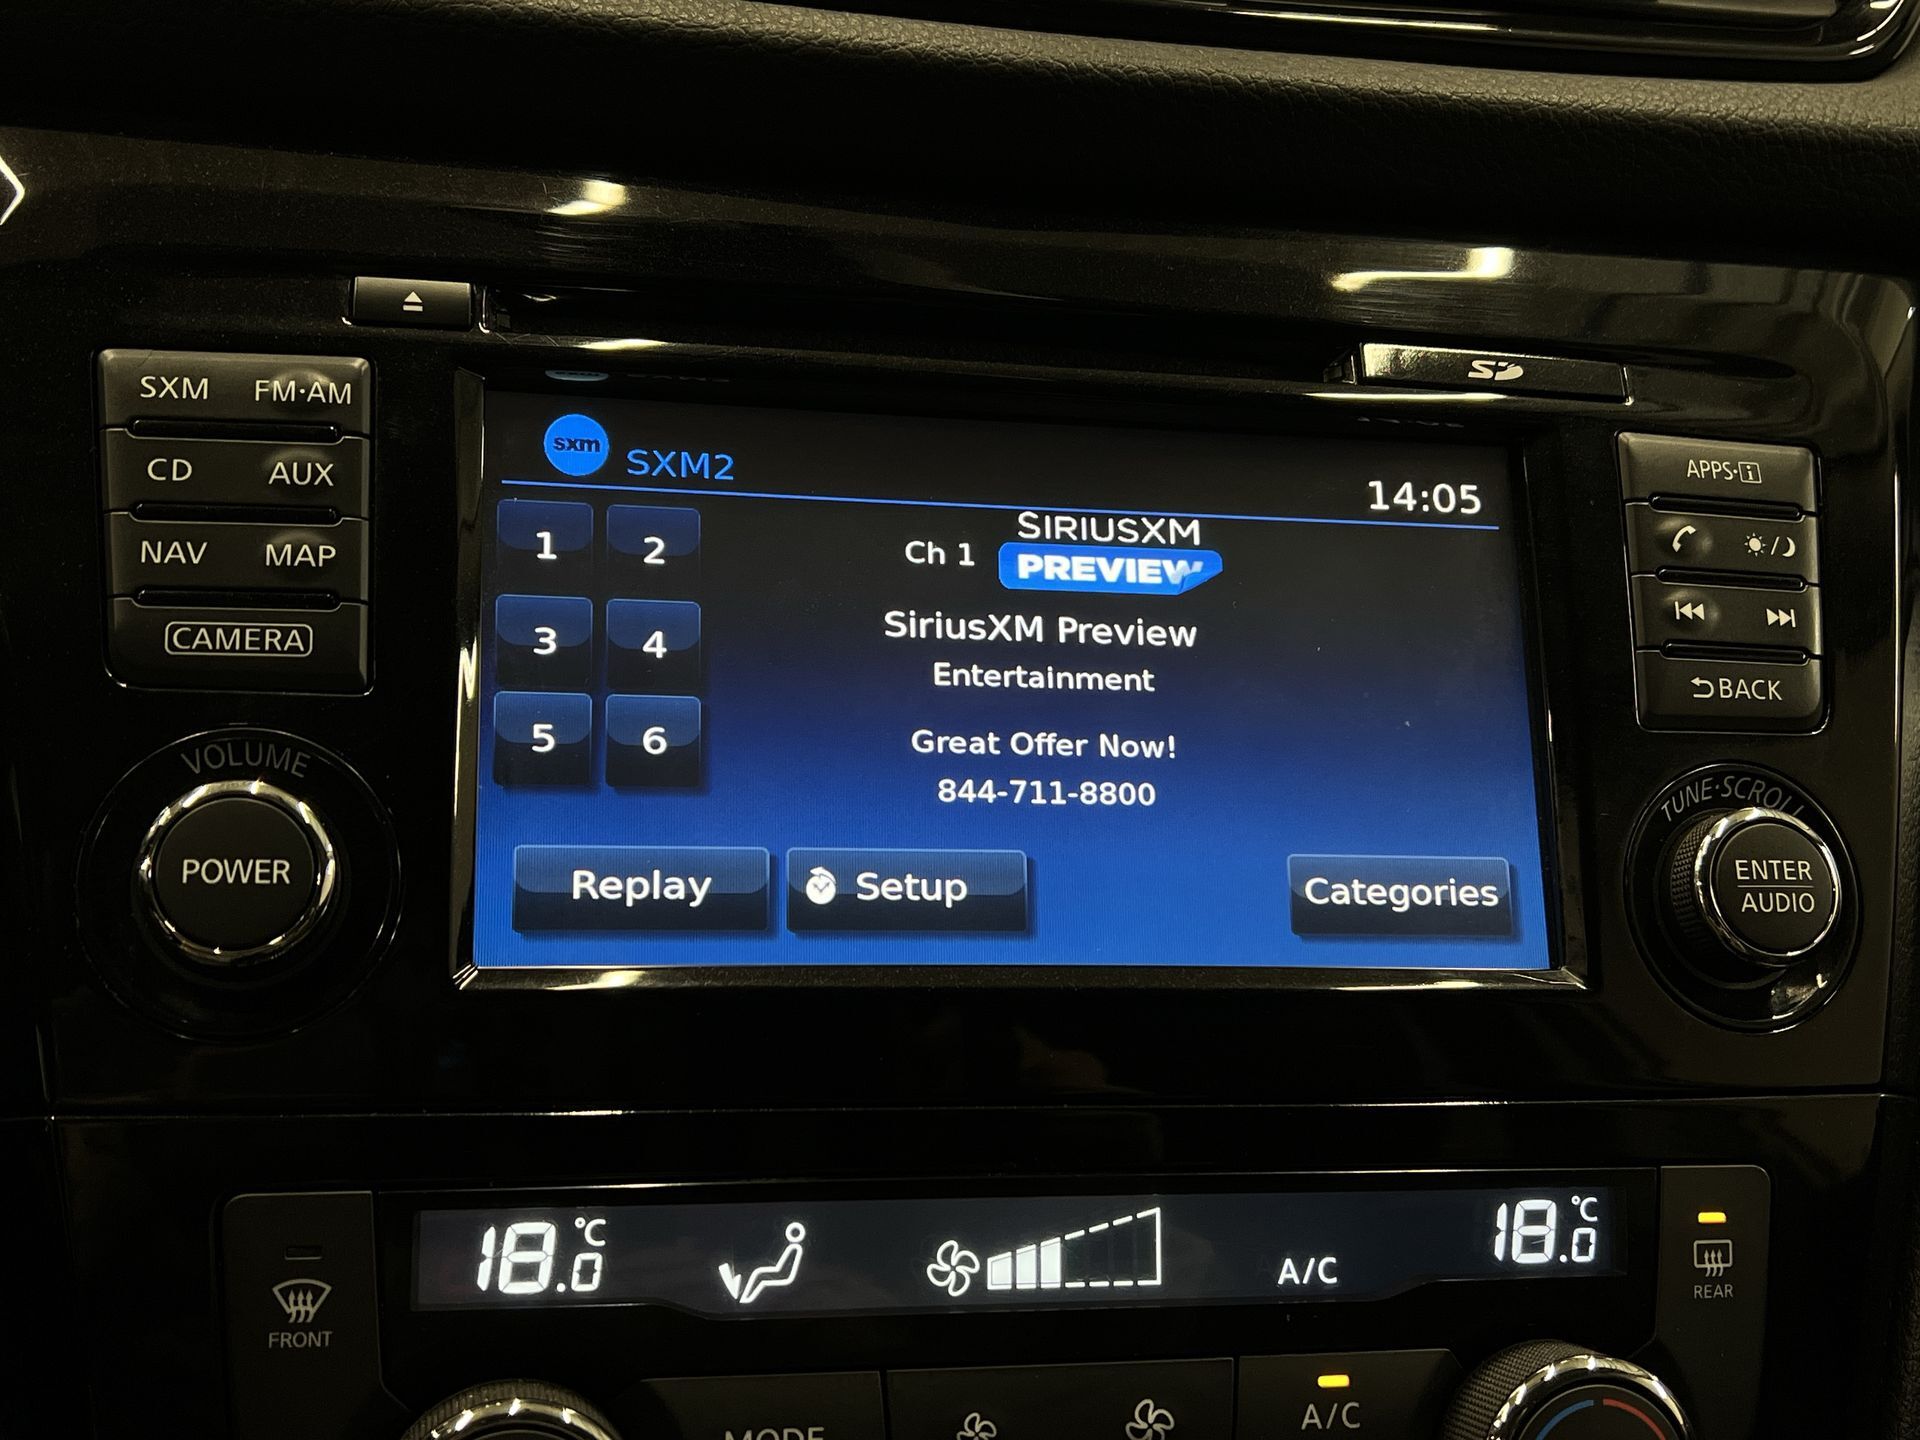 SXM FM·AM
CD AUX
NAV MAP
CAMERA
VOLUME
POWER
SD
sxm SXM2
14:05
1 2
3 4
5 6
Ch 1
SIRIUSXM
PREVIEW
SiriusXM Preview
Entertainment
Great Offer Now!
844-711-8800
Replay
Setup
Categories
APPS·i
BACK
TUNE·SCROLL
ENTER
AUDIO
18.0 °C
A/C
18.0 °C
FRONT
REAR
MODE
A/C